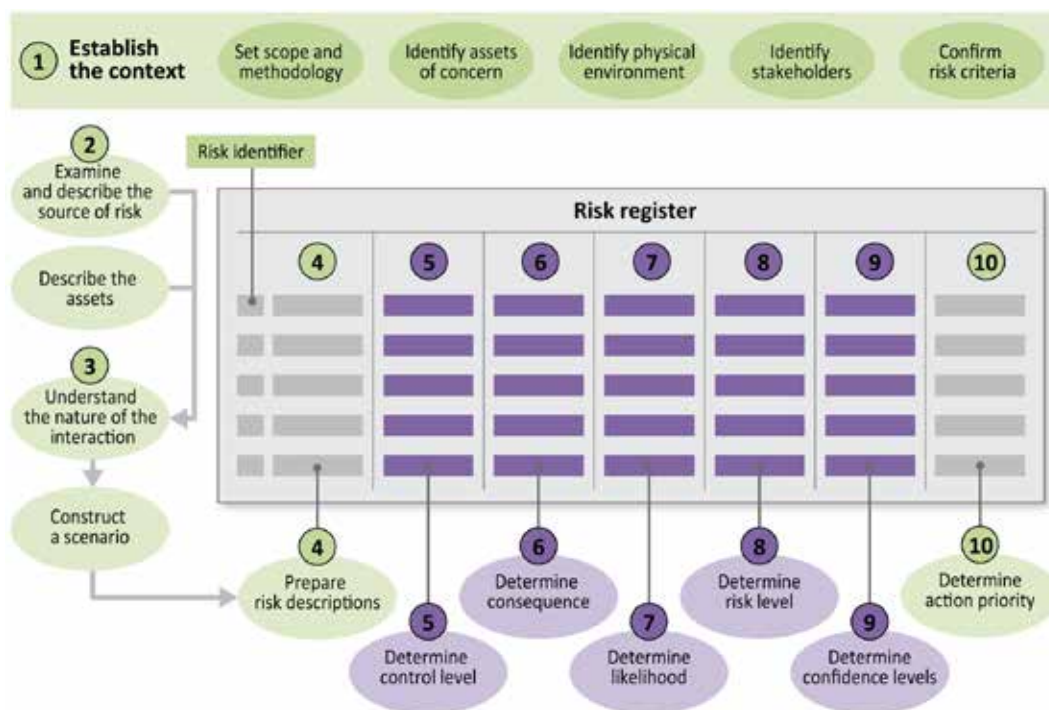 1
Establish
the context
Set scope and
methodology
Identify assets
of concern
Identify physical
environment
Identify
stakeholders
Confirm
risk criteria
2
Examine
and describe the
source of risk
Describe the
assets
3
Understand
the nature of the
interaction
Construct
a scenario
Risk identifier
Risk register
4
5
6
7
8
9
10
4
Prepare
risk descriptions
5
Determine
control level
6
Determine
consequence
7
Determine
likelihood
8
Determine
risk level
9
Determine
confidence levels
10
Determine
action priority